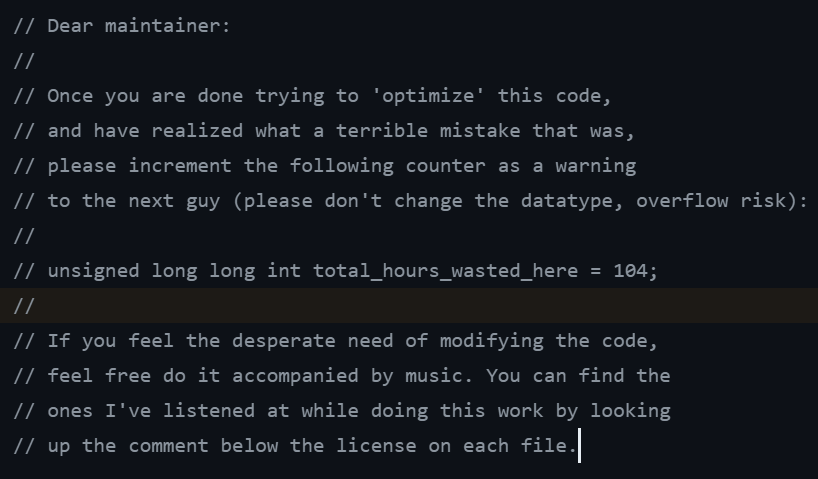 // Dear maintainer:
//
// Once you are done trying to 'optimize' this code,
// and have realized what a terrible mistake that was,
// please increment the following counter as a warning
// to the next guy (please don't change the datatype, overflow risk):
//
// unsigned long long int total_hours_wasted_here = 104;
//
// If you feel the desperate need of modifying the code,
// feel free do it accompanied by music. You can find the
// ones I've listened at while doing this work by looking
// up the comment below the license on each file.